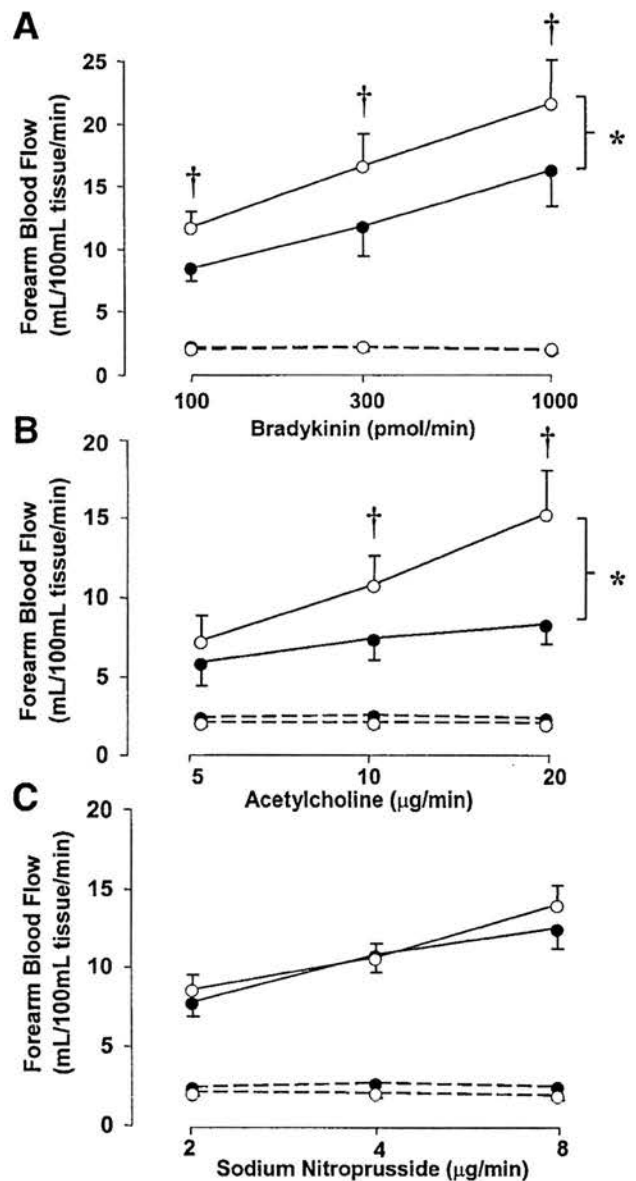 A
†
†
†
25
20
15
10
5
0
*
Forearm Blood Flow
(mL/100mL tissue/min)
100
300
1000
Bradykinin (pmol/min)
B
†
†
20
15
10
5
0
*
Forearm Blood Flow
(mL/100mL tissue/min)
5
10
20
Acetylcholine (μg/min)
C
20
15
10
5
0
Forearm Blood Flow
(mL/100mL tissue/min)
2
4
8
Sodium Nitroprusside (μg/min)